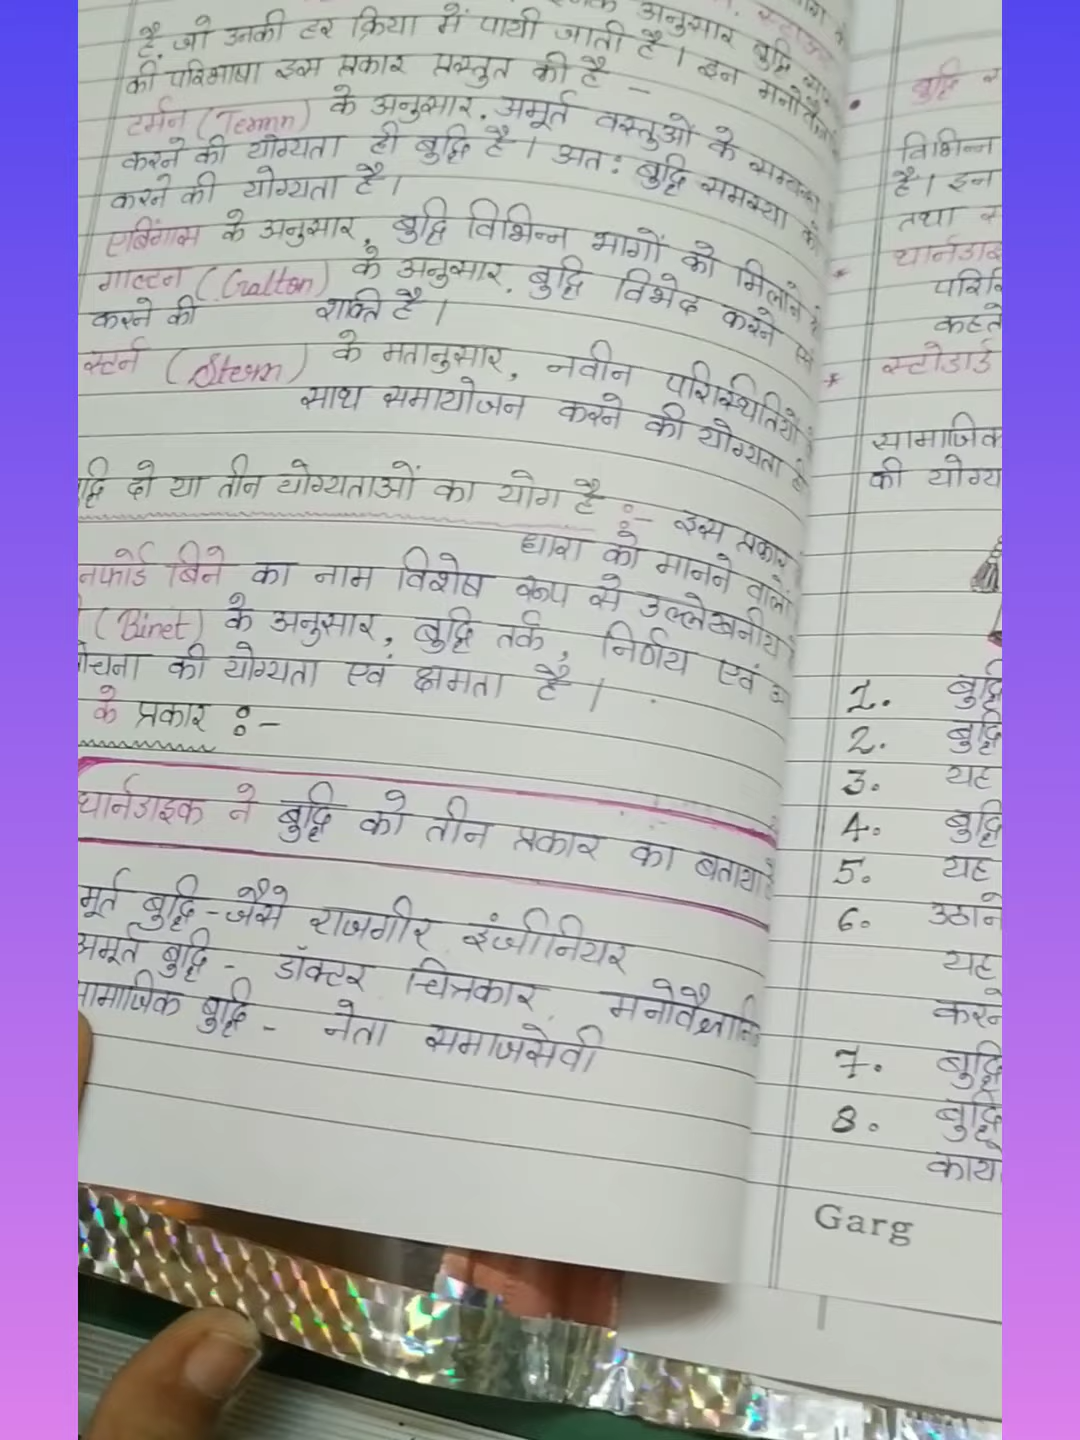 अनुसार बुद्धि
है, जो उनकी हर क्रिया में पायी जाती है। इन
की परिभाषा इस प्रकार प्रस्तुत की है –
टर्मन (Termn) के अनुसार, अमूर्त वस्तुओं के सम्बन्ध
करने की योग्यता ही बुद्धि है। अतः बुद्धि समस्या को
करने की योग्यता है।
एबिंगास के अनुसार, बुद्धि विभिन्न भागों को मिलाने
गाल्टन (Galton) के अनुसार, बुद्धि विभेद करने एवं
करने की शक्ति है।
स्टर्न (Stern) के मतानुसार, नवीन परिस्थितियों
साथ समायोजन करने की योग्यता ही
द्धि दो या तीन योग्यताओं का योग है :- इस प्रकार
धारा को मानने वालों
नफोर्ड बिने का नाम विशेष रूप से उल्लेखनीय है
(Binet) के अनुसार, बुद्धि तर्क, निर्णय एवं
ोचना की योग्यता एवं क्षमता है।
के प्रकार :-
थार्नडाइक ने बुद्धि को तीन प्रकार का बताया है
मूर्त बुद्धि - जैसे राजगीर इंजीनियर
अमूर्त बुद्धि - डॉक्टर चित्रकार, मनोवैज्ञानि
ामाजिक बुद्धि - नेता समाजसेवी
बुद्धि
विभिन्न
है। इन
तथा
* थार्नडाइ
परि
कहते
* स्टोडार्ड
सामाजिक
की योग्य
1. बुद्धि
2. बुद्धि
3. यह
4. बुद्धि
5. यह
6. उठाने
यह
करने
7. बुद्धि
8. बुद्धि
कार्य
Garg